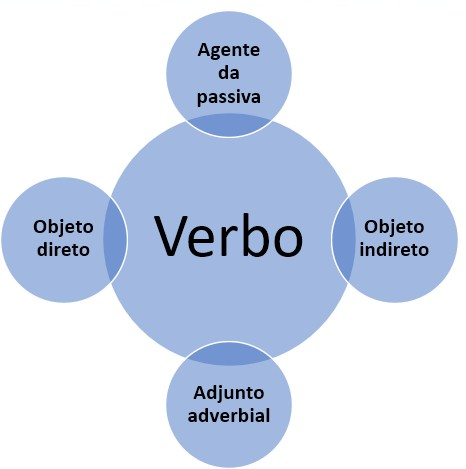 Agente
da
passiva
Objeto
direto
Verbo
Objeto
indireto
Adjunto
adverbial